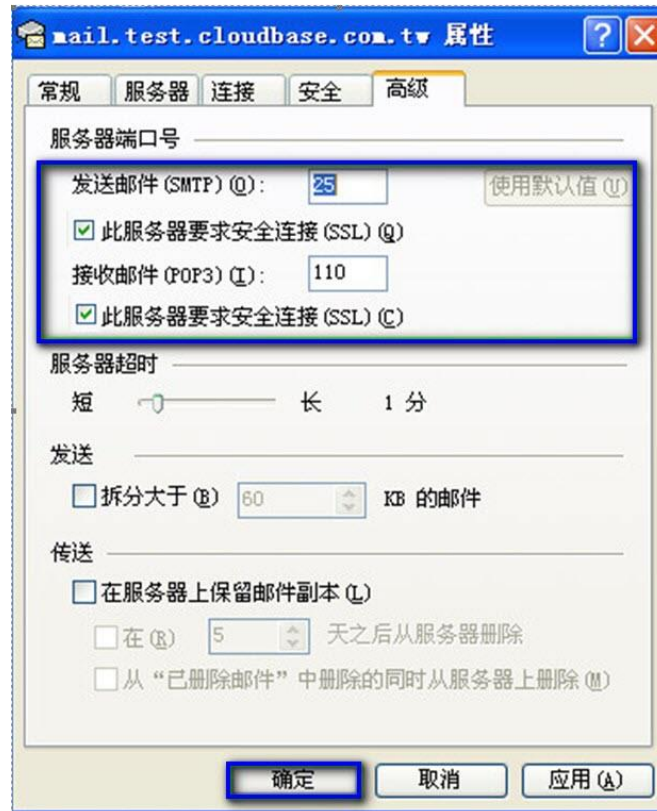 mail.test.cloudbase.com.tw 属性
常规 服务器 连接 安全 高级
服务器端口号
发送邮件(SMTP)(O): 25 使用默认值(U)
此服务器要求安全连接(SSL)(Q)
接收邮件(POP3)(I): 110
此服务器要求安全连接(SSL)(C)
服务器超时
短 长 1 分
发送
拆分大于(B) 60 KB 的邮件
传送
在服务器上保留邮件副本(L)
在(R) 5 天之后从服务器删除
从“已删除邮件”中删除的同时从服务器上删除(M)
确定 取消 应用(A)